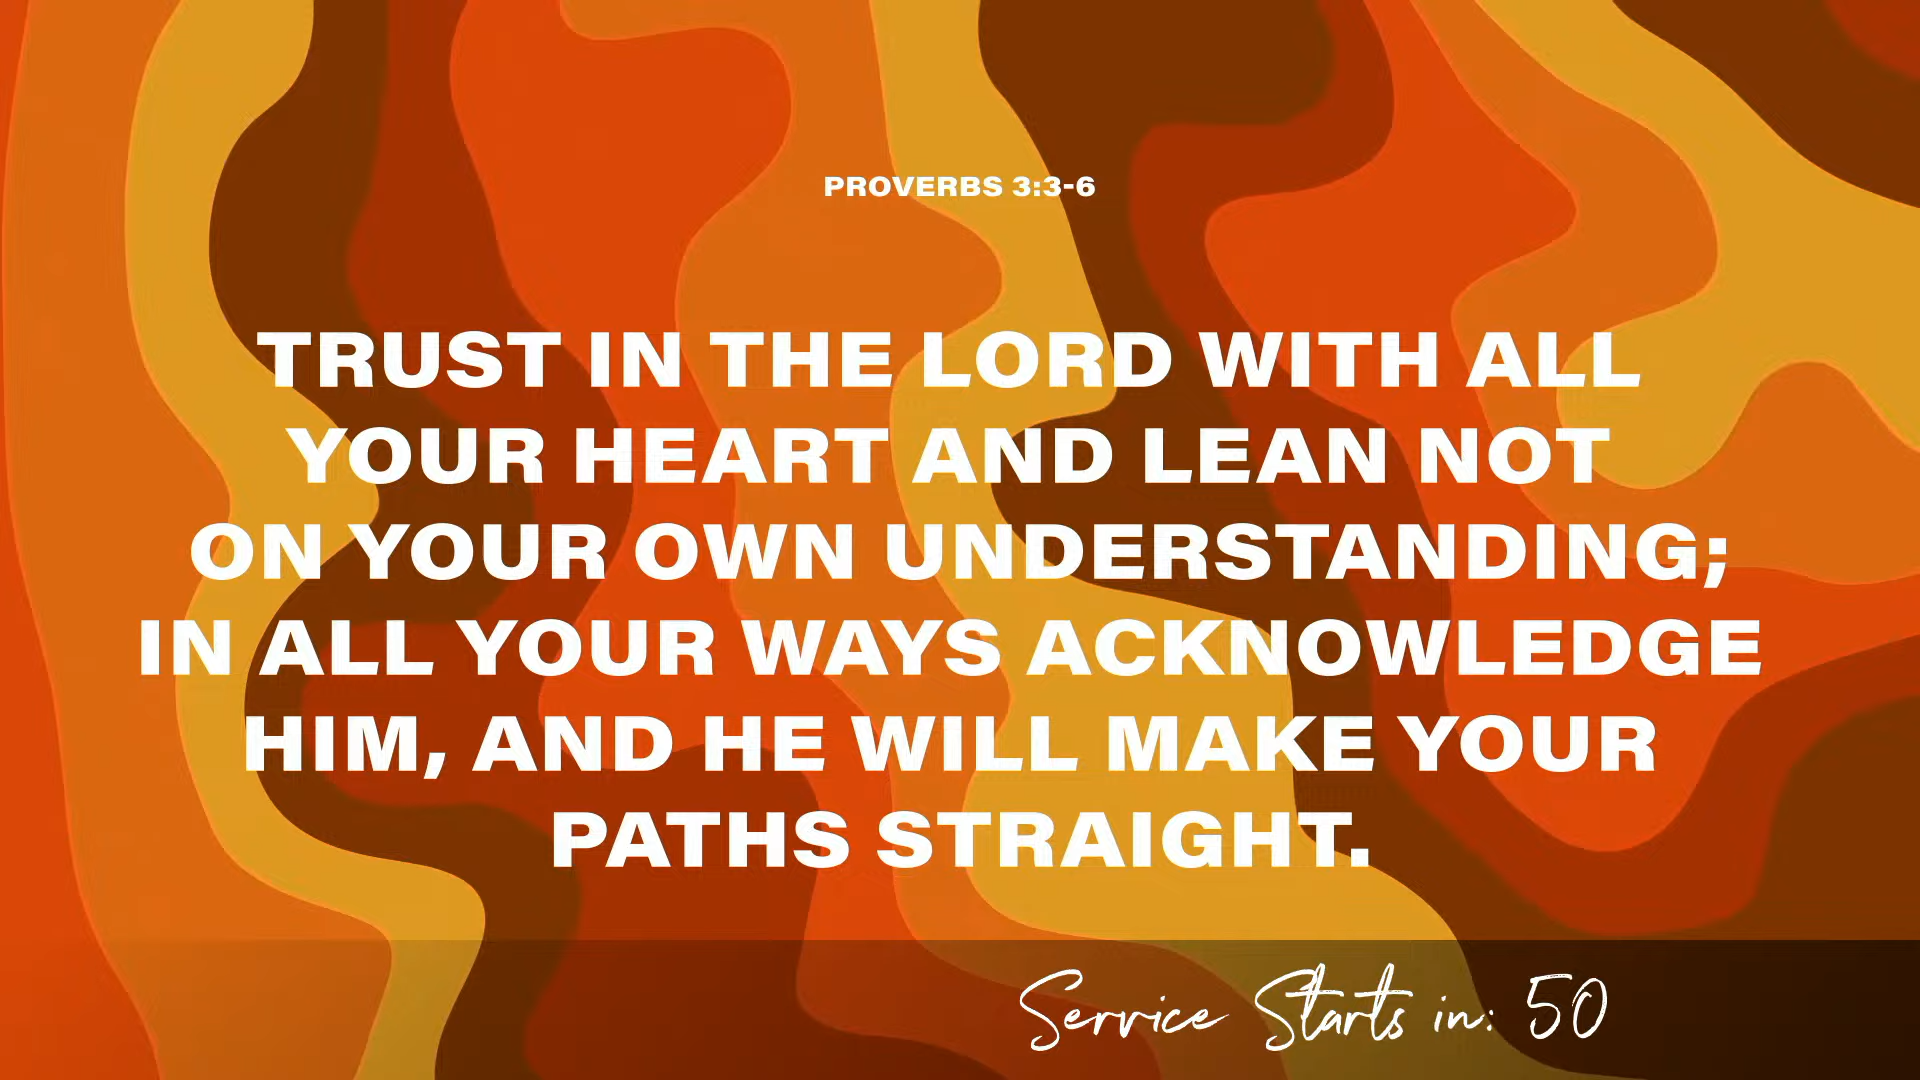 PROVERBS 3:3-6
TRUST IN THE LORD WITH ALL
YOUR HEART AND LEAN NOT
ON YOUR OWN UNDERSTANDING;
IN ALL YOUR WAYS ACKNOWLEDGE
HIM, AND HE WILL MAKE YOUR
PATHS STRAIGHT.
Service Starts in: 50